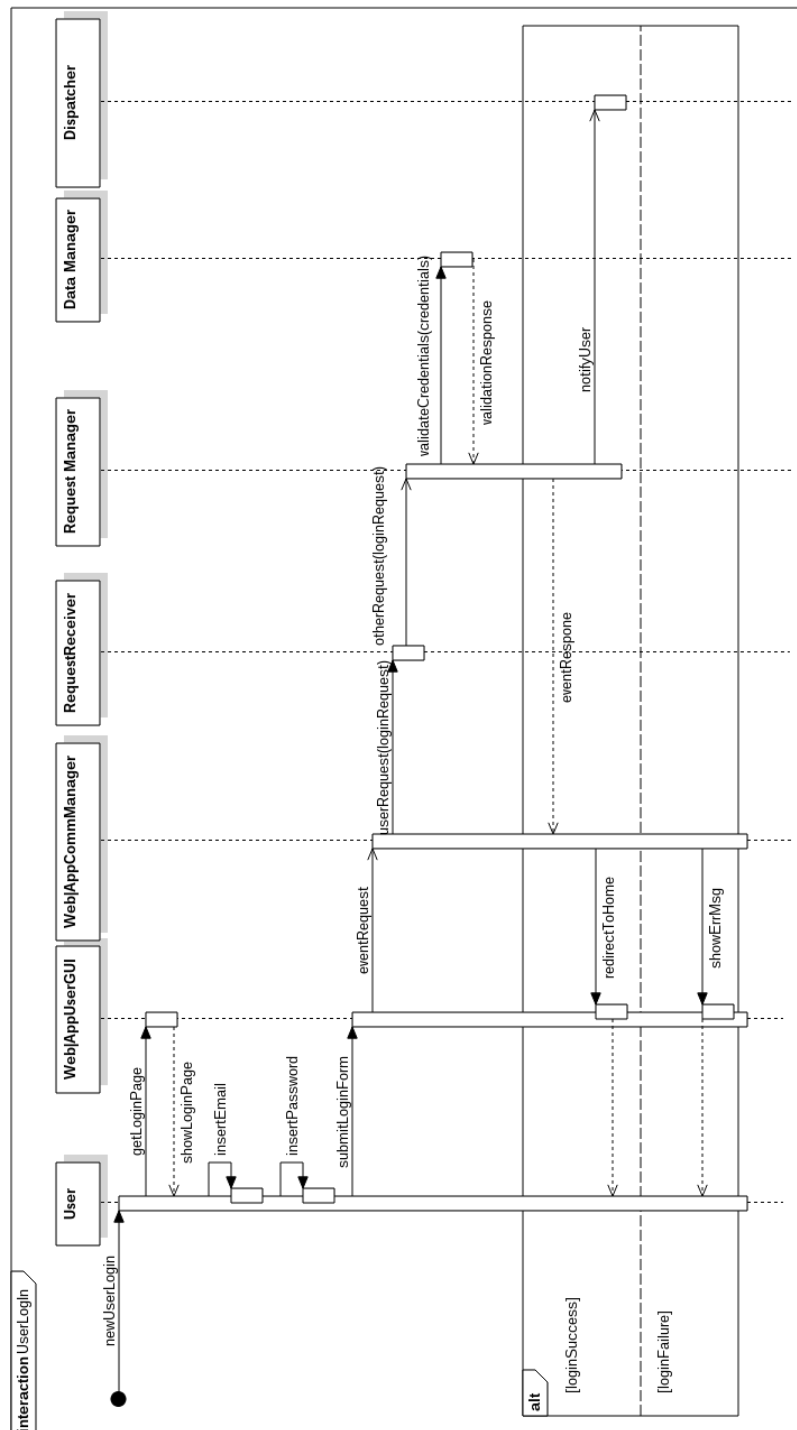 interaction UserLogIn
User
Web|AppUserGUI
Web|AppCommManager
RequestReceiver
Request Manager
Data Manager
Dispatcher
newUserLogin
getLoginPage
showLoginPage
insertEmail
insertPassword
submitLoginForm
eventRequest
userRequest(loginRequest)
otherRequest(loginRequest)
validateCredentials(credentials)
validationResponse
alt
[loginSuccess]
eventRespone
notifyUser
redirectToHome
[loginFailure]
showErrMsg